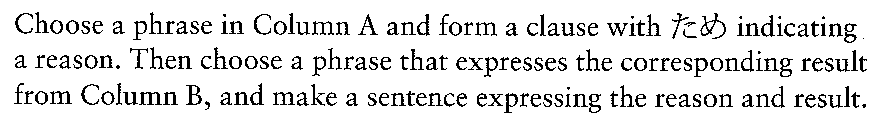 Choose a phrase in Column A and form a clause with ため indicating
a reason. Then choose a phrase that expresses the corresponding result
from Column B, and make a sentence expressing the reason and result.